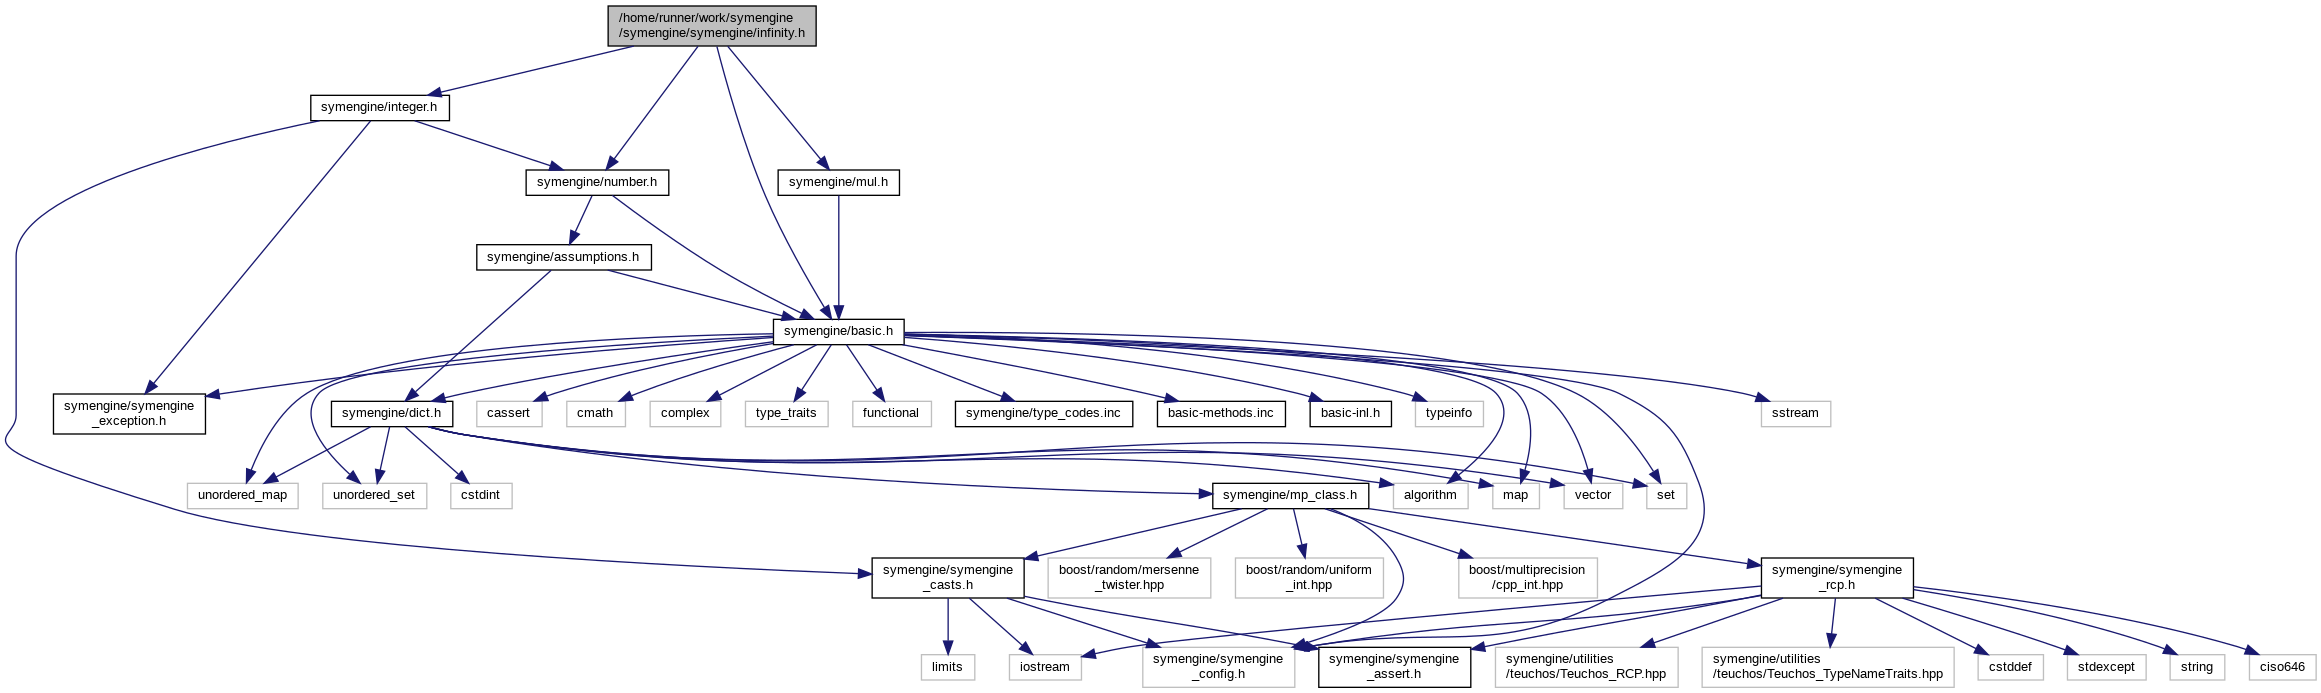 /home/runner/work/symengine
/symengine/symengine/infinity.h
symengine/integer.h
symengine/number.h
symengine/mul.h
symengine/assumptions.h
symengine/basic.h
symengine/symengine
_exception.h
symengine/dict.h
cassert
cmath
complex
type_traits
functional
symengine/type_codes.inc
basic-methods.inc
basic-inl.h
typeinfo
sstream
unordered_map
unordered_set
cstdint
symengine/mp_class.h
algorithm
map
vector
set
symengine/symengine
_casts.h
boost/random/mersenne
_twister.hpp
boost/random/uniform
_int.hpp
boost/multiprecision
/cpp_int.hpp
symengine/symengine
_rcp.h
limits
iostream
symengine/symengine
_config.h
symengine/symengine
_assert.h
symengine/utilities
/teuchos/Teuchos_RCP.hpp
symengine/utilities
/teuchos/Teuchos_TypeNameTraits.hpp
cstddef
stdexcept
string
ciso646